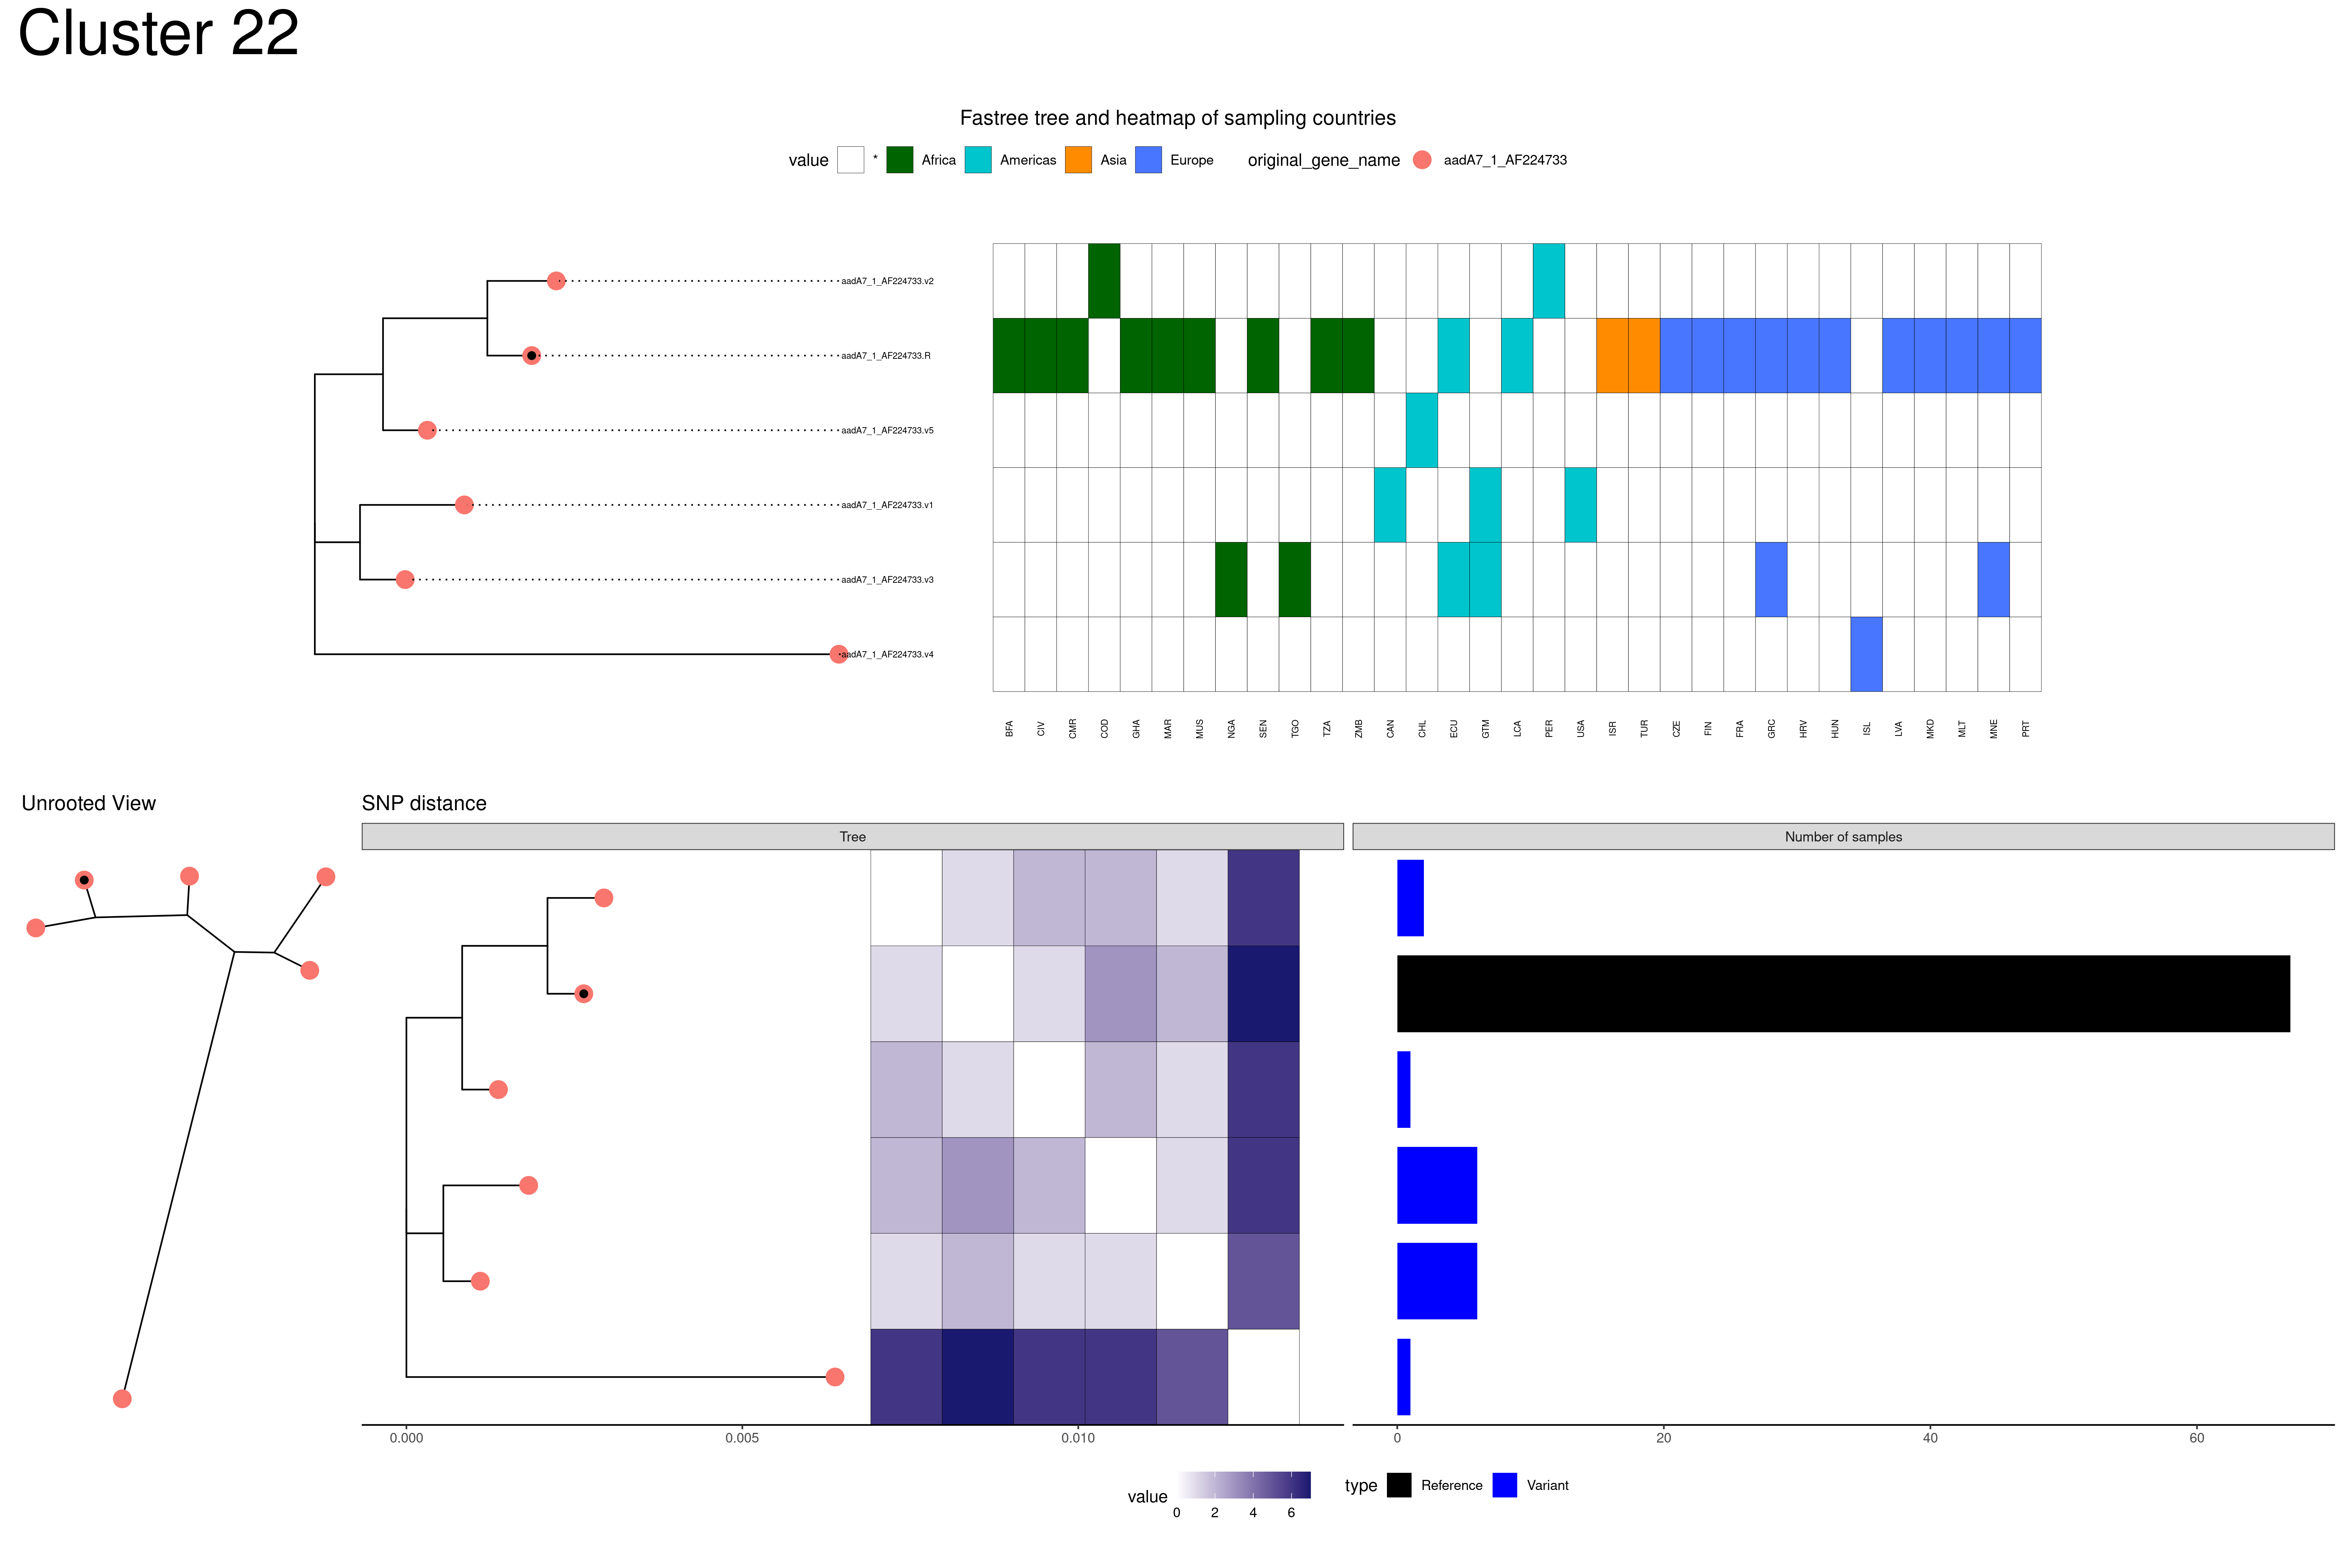 Cluster 22
Fastree tree and heatmap of sampling countries
value * Africa Americas Asia Europe original_gene_name aadA7_1_AF224733
aadA7_1_AF224733.v2
aadA7_1_AF224733.R
aadA7_1_AF224733.v5
aadA7_1_AF224733.v1
aadA7_1_AF224733.v3
aadA7_1_AF224733.v4
BFA CIV CMR COD GHA MAR MUS NGA SEN TGO TZA ZMB CAN CHL ECU GTM LCA PER USA ISR TUR CZE FIN FRA GRC HRV HUN ISL LVA MKD MLT MNE PRT
Unrooted View
SNP distance
Tree
Number of samples
0.000 0.005 0.010
0 20 40 60
value 0 2 4 6
type Reference Variant